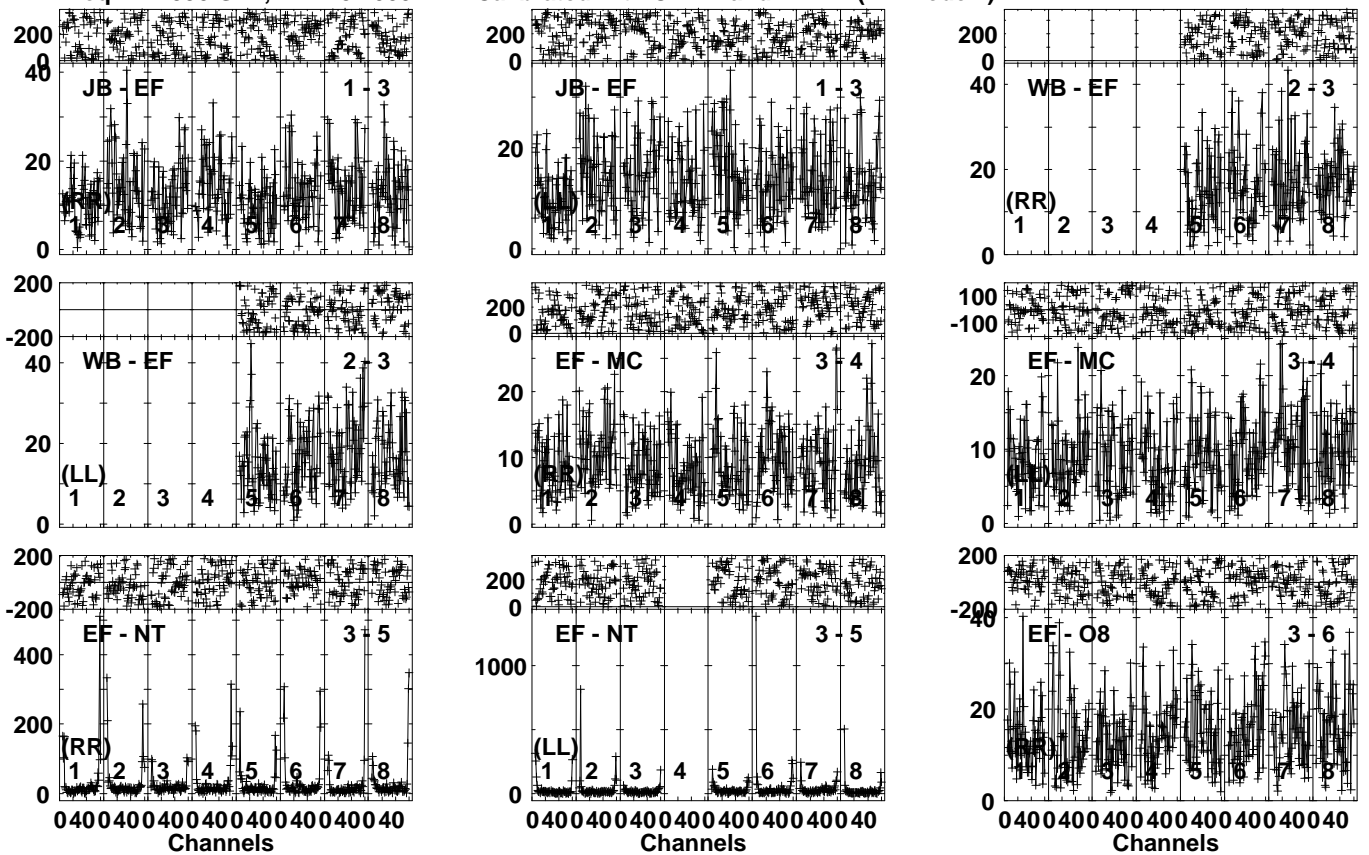 200 0 200 0 200 0
40 20 0 JB - EF 1 - 3 (RR) 1 2 3 4 5 6 7 8
20 0 JB - EF 1 - 3 (LL) 1 2 3 4 5 6 7 8
40 20 0 WB - EF 2 - 3 (RR) 1 2 3 4 5 6 7 8
200 -200 200 0 100 -100
40 20 0 WB - EF 2 - 3 (LL) 1 2 3 4 5 6 7 8
20 10 0 EF - MC 3 - 4 (RR) 1 2 3 4 5 6 7 8
20 10 0 EF - MC 3 - 4 (LL) 1 2 3 4 5 6 7 8
200 -200 200 0 200 -200
400 200 0 EF - NT 3 - 5 (RR) 1 2 3 4 5 6 7 8
1000 0 EF - NT 3 - 5 (LL) 1 2 3 4 5 6 7 8
40 20 0 EF - O8 3 - 6 (RR) 1 2 3 4 5 6 7 8
0 40 0 40 0 40 0 40 0 40 0 40 0 40 0 40 0 40 0 40 0 40 0 40 0 40 0 40 0 40 0 40 0 40 0 40 0 40 0 40 0 40 0 40 0 40 0 40
Channels Channels Channels